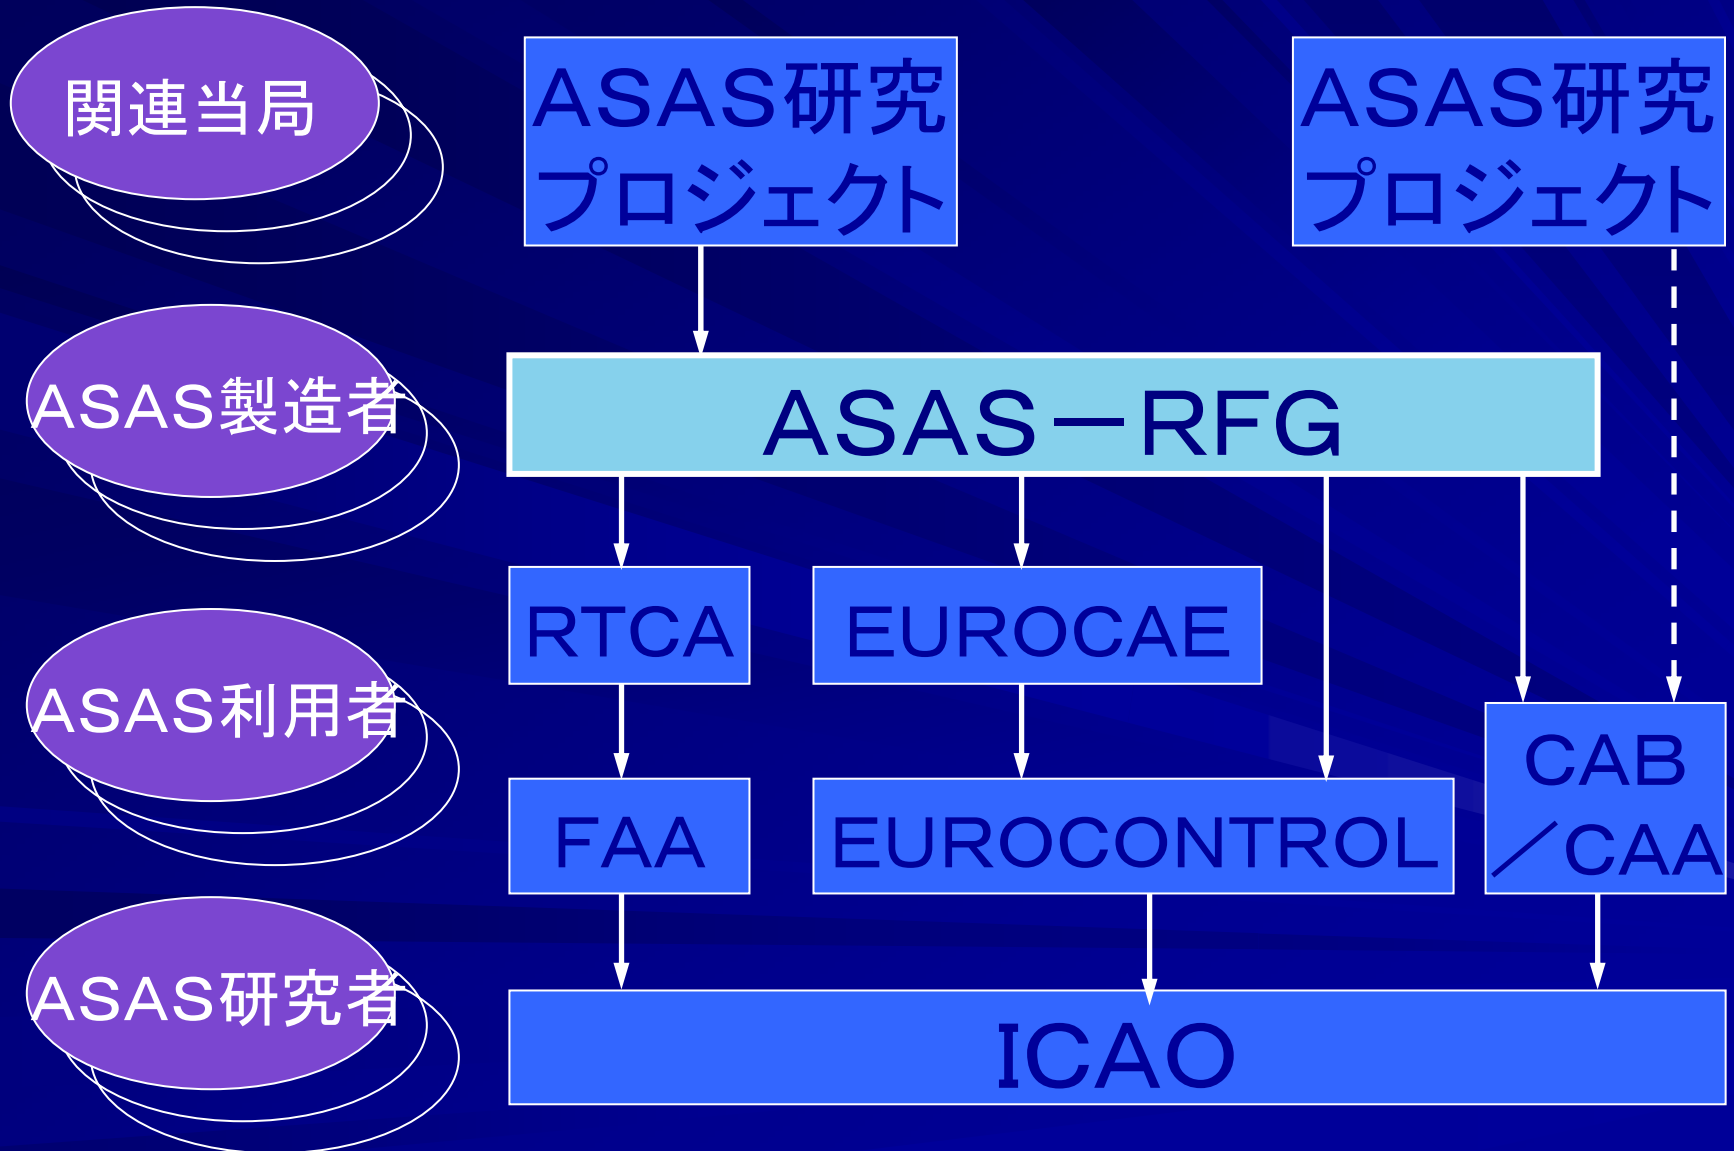 関連当局
ASAS製造者
ASAS利用者
ASAS研究者
ASAS研究
プロジェクト
ASAS研究
プロジェクト
ASAS－RFG
RTCA
EUROCAE
FAA
EUROCONTROL
CAB
／CAA
ICAO